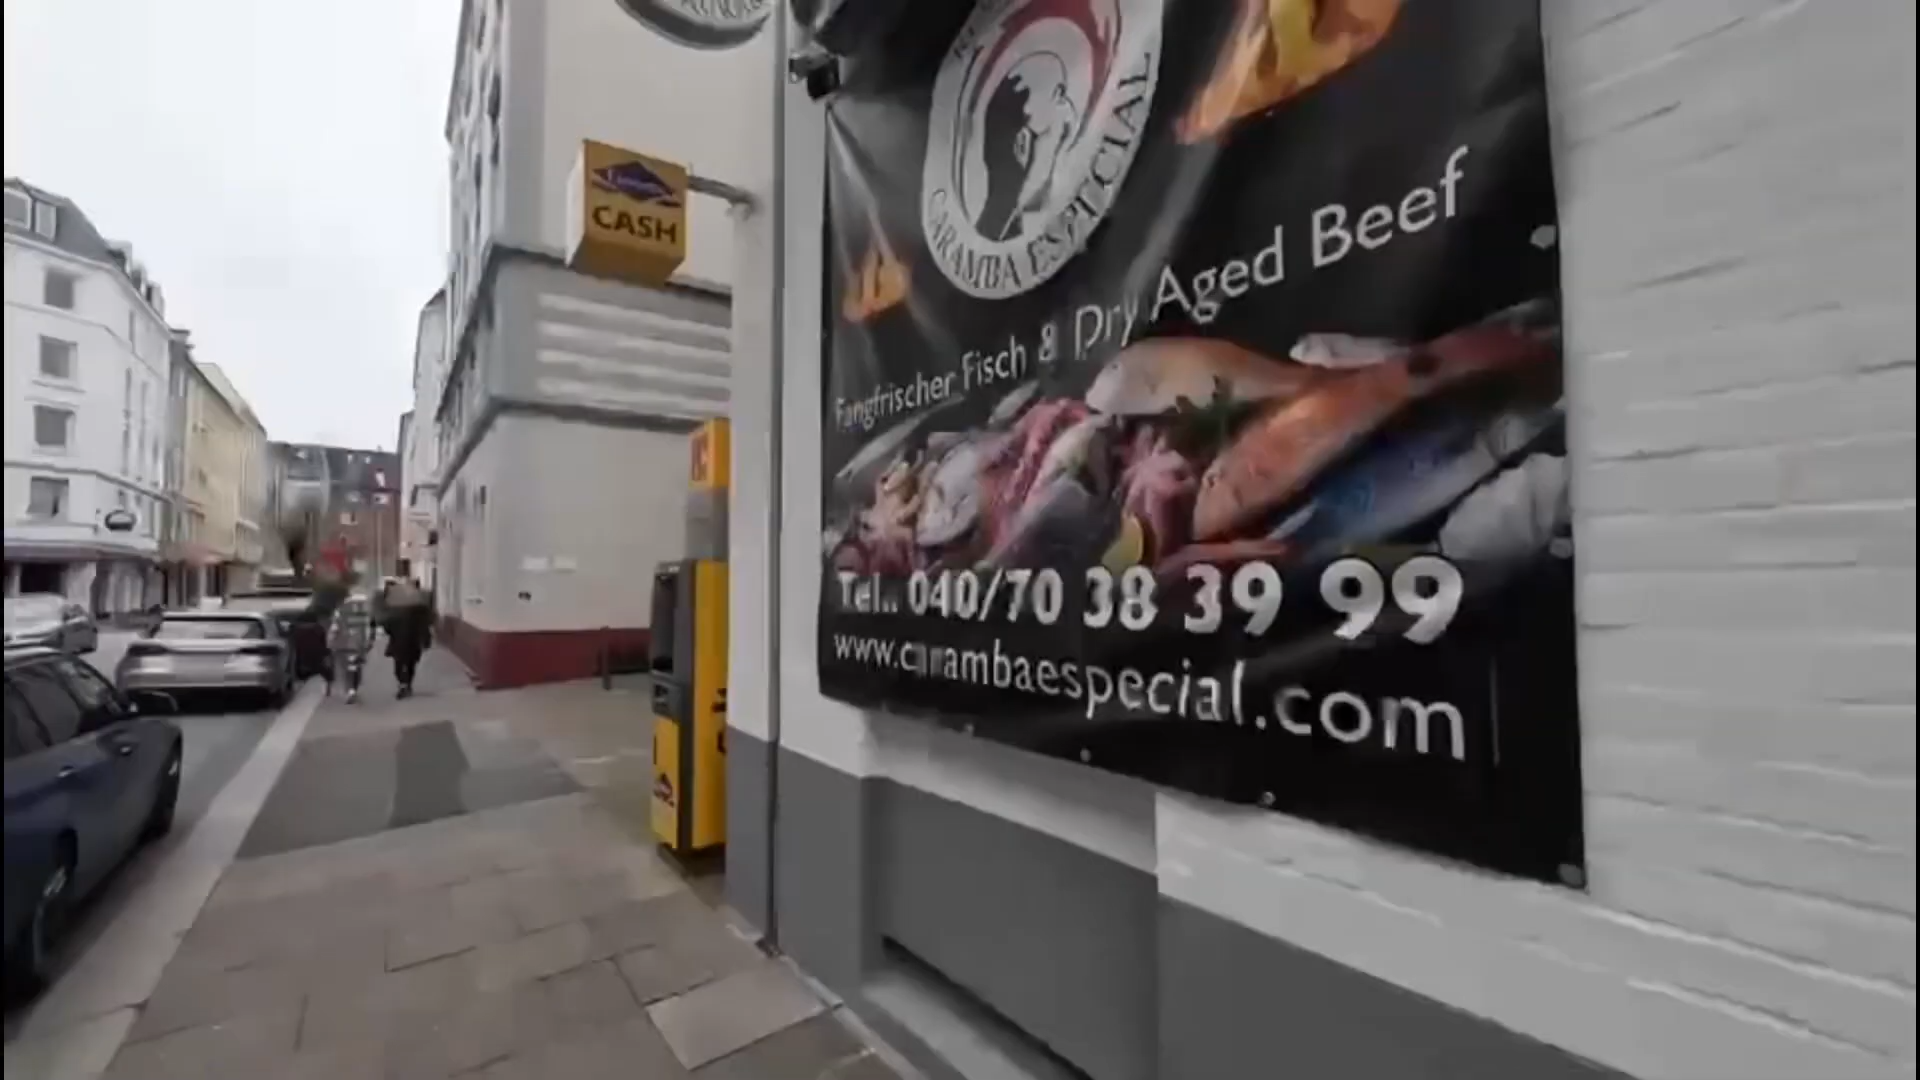 CASH
CARAMBA ESPECIAL
Fangfrischer Fisch & Dry Aged Beef
Tel.: 040/70 38 39 99
www.carambaespecial.com